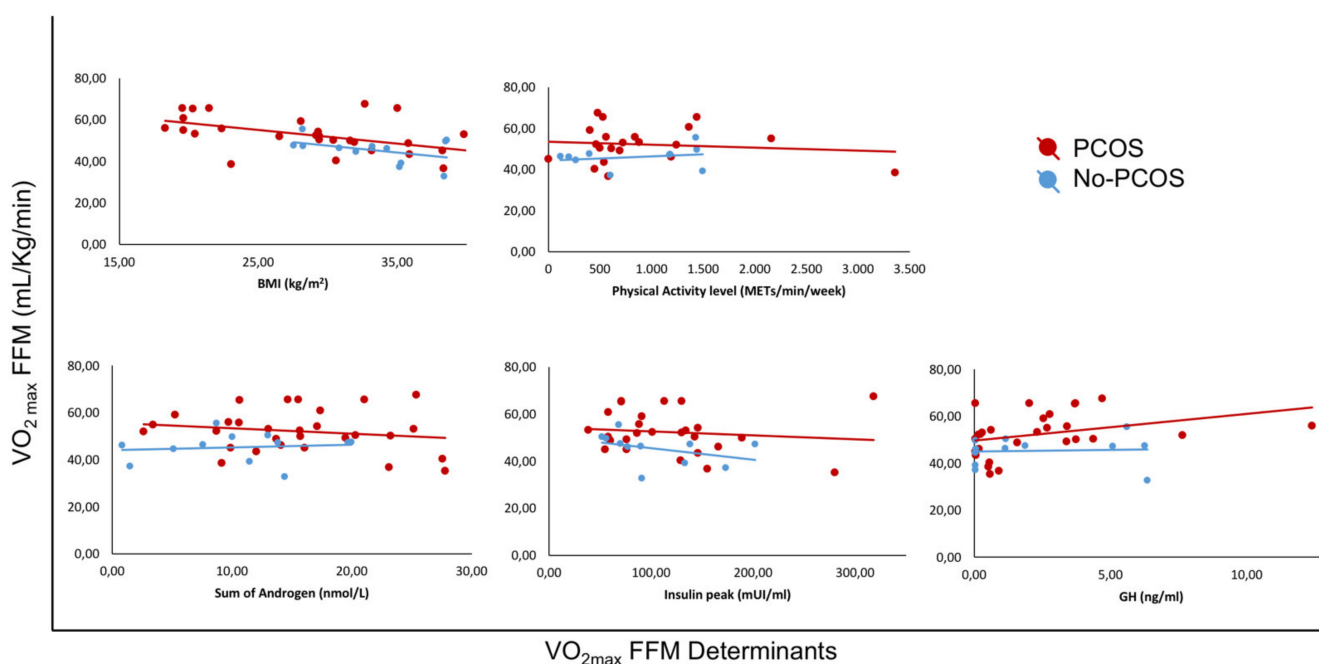 VO2 max FFM (mL/Kg/min)
80,00
60,00
40,00
20,00
0,00
15,00 25,00 35,00
BMI (kg/m²)
80,00
60,00
40,00
20,00
0,00
0 500 1.000 1.500 2.000 2.500 3.000 3.500
Physical Activity level (METs/min/week)
PCOS
No-PCOS
80,00
60,00
40,00
20,00
0,00
0,00 10,00 20,00 30,00
Sum of Androgen (nmol/L)
80,00
60,00
40,00
20,00
0,00
0,00 100,00 200,00 300,00
Insulin peak (mUI/ml)
80,00
60,00
40,00
20,00
0,00
0,00 5,00 10,00
GH (ng/ml)
VO2max FFM Determinants